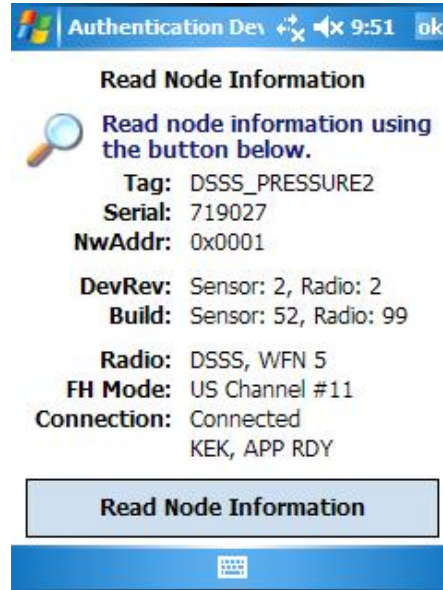 Authentication Dev 9:51 ok
Read Node Information
Read node information using
the button below.
Tag: DSSS_PRESSURE2
Serial: 719027
NwAddr: 0x0001
DevRev: Sensor: 2, Radio: 2
Build: Sensor: 52, Radio: 99
Radio: DSSS, WFN 5
FH Mode: US Channel #11
Connection: Connected
KEK, APP RDY
Read Node Information